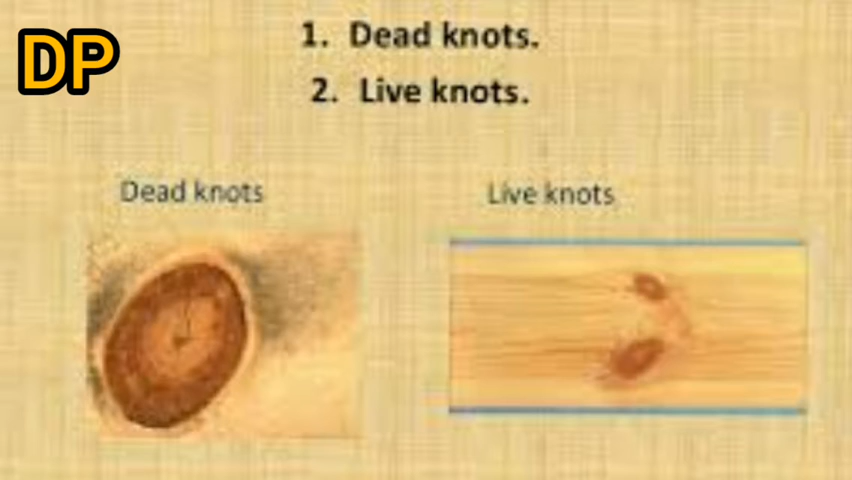 DP
1. Dead knots.
2. Live knots.
Dead knots
Live knots